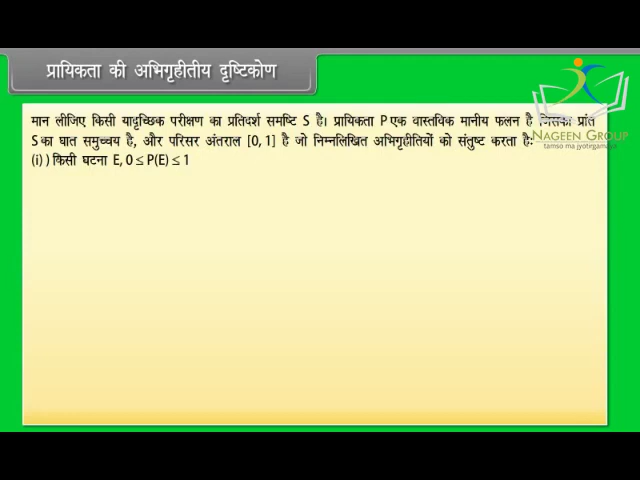 प्रायिकता की अभिगृहीतीय दृष्टिकोण
मान लीजिए किसी यादृच्छिक परीक्षण का प्रतिदर्श समष्टि S है। प्रायिकता P एक वास्तविक मानीय फलन है जिसका प्रांत
S का घात समुच्चय है, और परिसर अंतराल [0, 1] है जो निम्नलिखित अभिगृहीतियों को संतुष्ट करता हैः
(i) ) किसी घटना E, 0 ≤ P(E) ≤ 1
NAGEEN GROUP
tamso ma jyotirgamaye